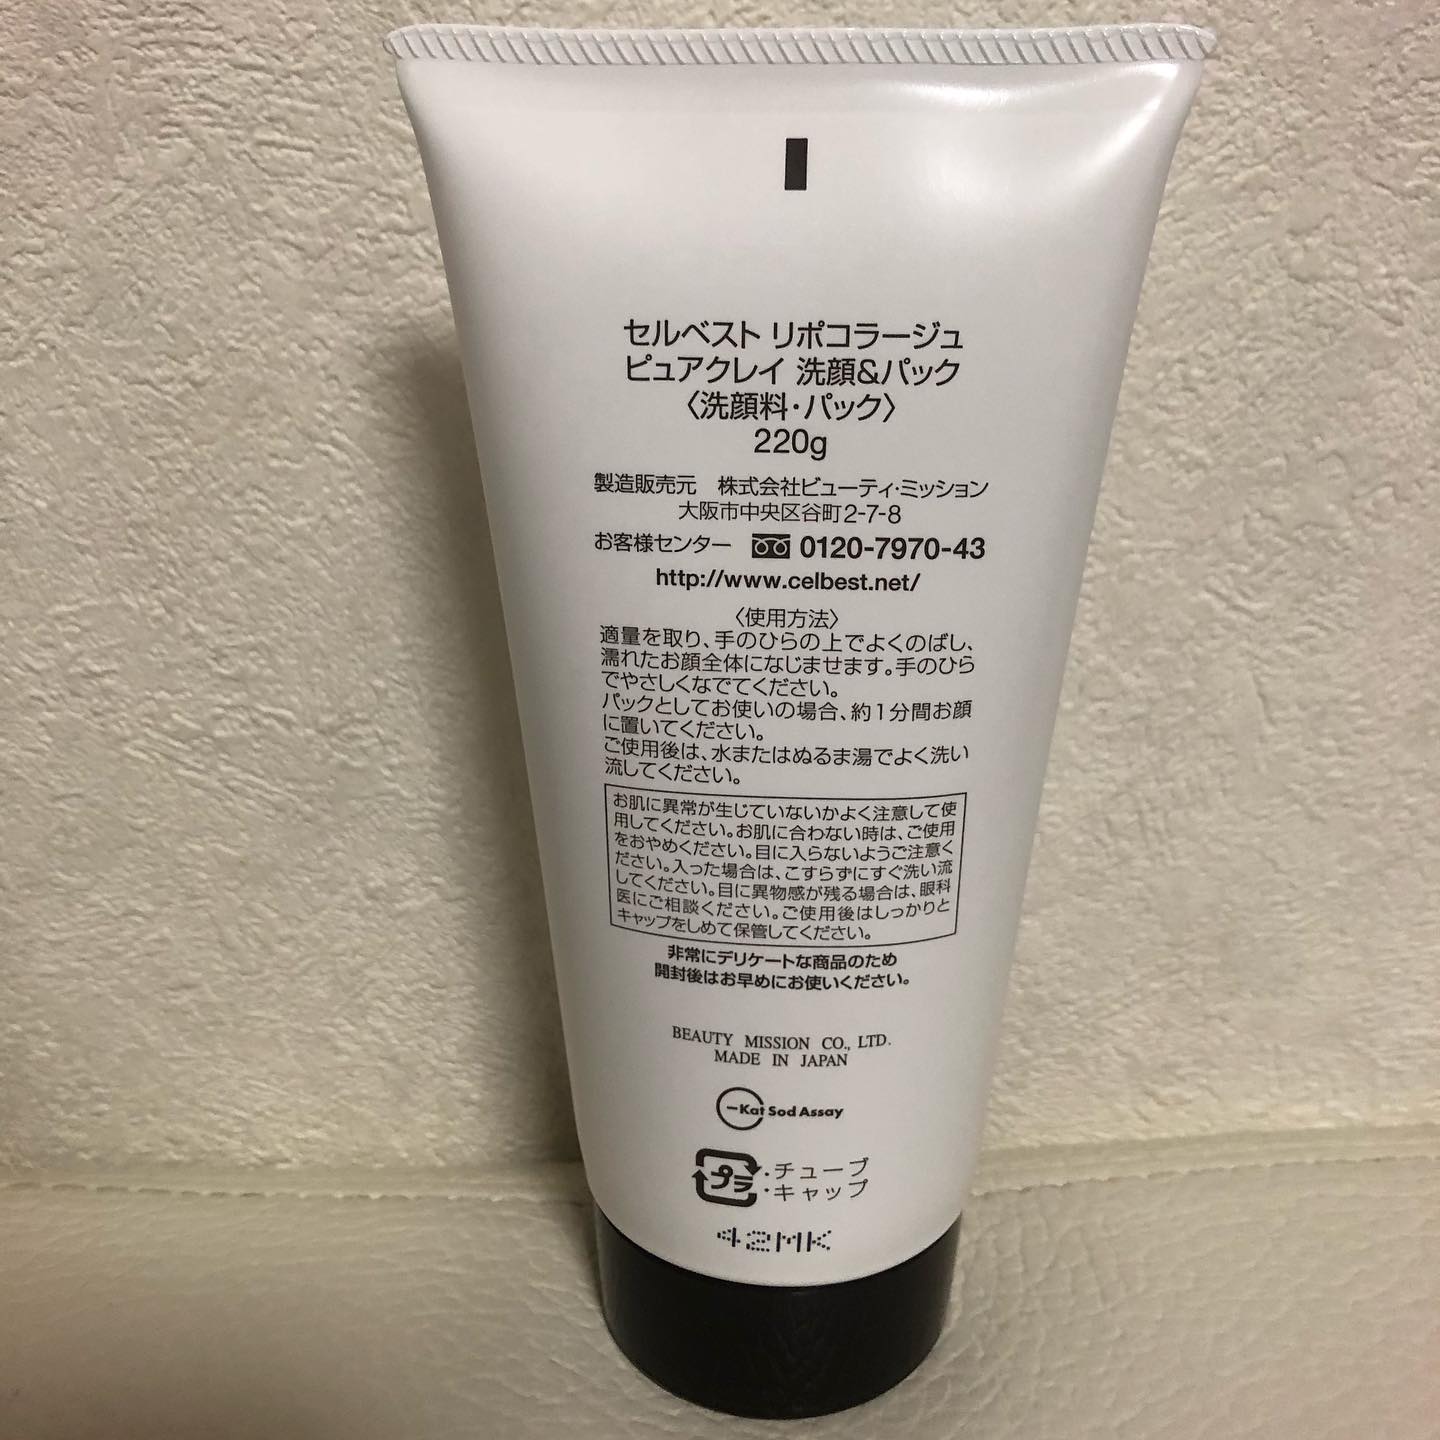 セルベスト リポコラージュ
ピュアクレイ 洗顔&パック
〈洗顔料・パック〉
220g
製造販売元 株式会社ビューティ・ミッション
大阪市中央区谷町2-7-8
お客様センター 0120-7970-43
http://www.celbest.net/
〈使用方法〉
適量を取り、手のひらの上でよくのばし、
濡れたお顔全体になじませます。手のひら
でやさしくなでてください。
パックとしてお使いの場合、約1分間お顔
に置いてください。
ご使用後は、水またはぬるま湯でよく洗い
流してください。
お肌に異常が生じていないかよく注意して使
用してください。お肌に合わない時は、ご使用
をおやめください。目に入らないようご注意く
ださい。入った場合は、こすらずにすぐ洗い流
してください。目に異物感が残る場合は、眼科
医にご相談ください。ご使用後はしっかりと
キャップをしめて保管してください。
非常にデリケートな商品のため
開封後はお早めにお使いください。
BEAUTY MISSION CO., LTD.
MADE IN JAPAN
-Kat Sod Assay
プラ ・チューブ
・キャップ
42MK